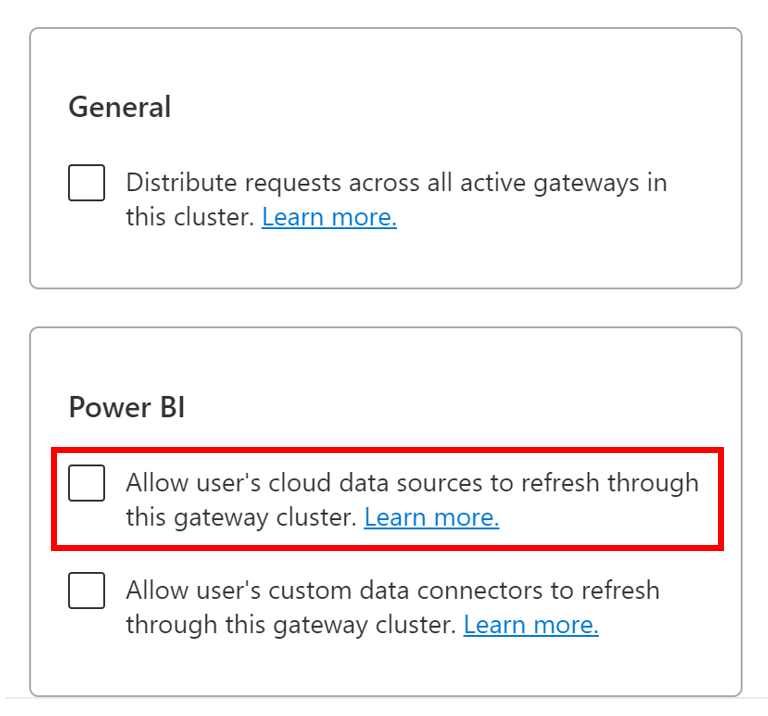 General
Distribute requests across all active gateways in
this cluster. Learn more.
Power BI
Allow user's cloud data sources to refresh through
this gateway cluster. Learn more.
Allow user's custom data connectors to refresh
through this gateway cluster. Learn more.